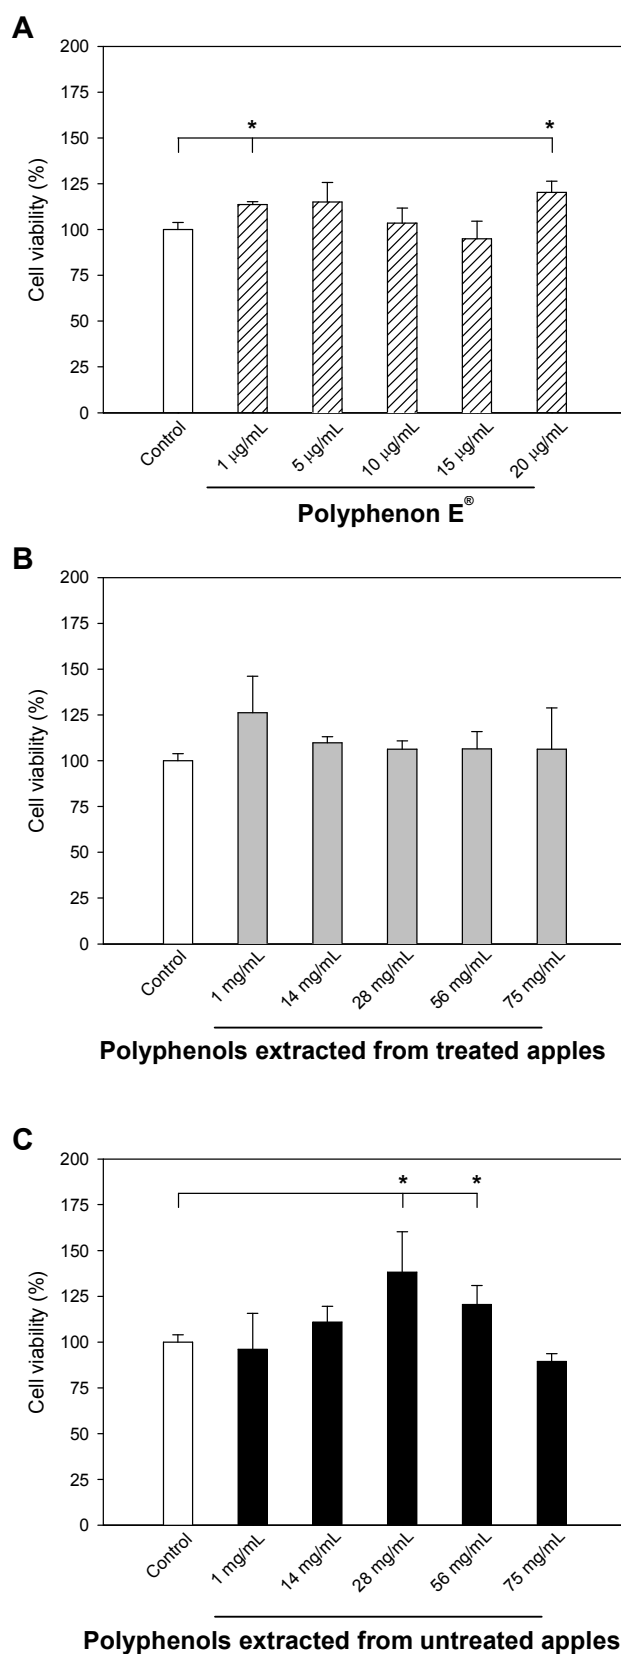 A
200
175
150
125
100
75
50
25
0
Cell viability (%)
* *
Control
1 µg/mL
5 µg/mL
10 µg/mL
15 µg/mL
20 µg/mL
Polyphenon E®
B
200
175
150
125
100
75
50
25
0
Cell viability (%)
Control
1 mg/mL
14 mg/mL
28 mg/mL
56 mg/mL
75 mg/mL
Polyphenols extracted from treated apples
C
200
175
150
125
100
75
50
25
0
Cell viability (%)
* *
Control
1 mg/mL
14 mg/mL
28 mg/mL
56 mg/mL
75 mg/mL
Polyphenols extracted from untreated apples